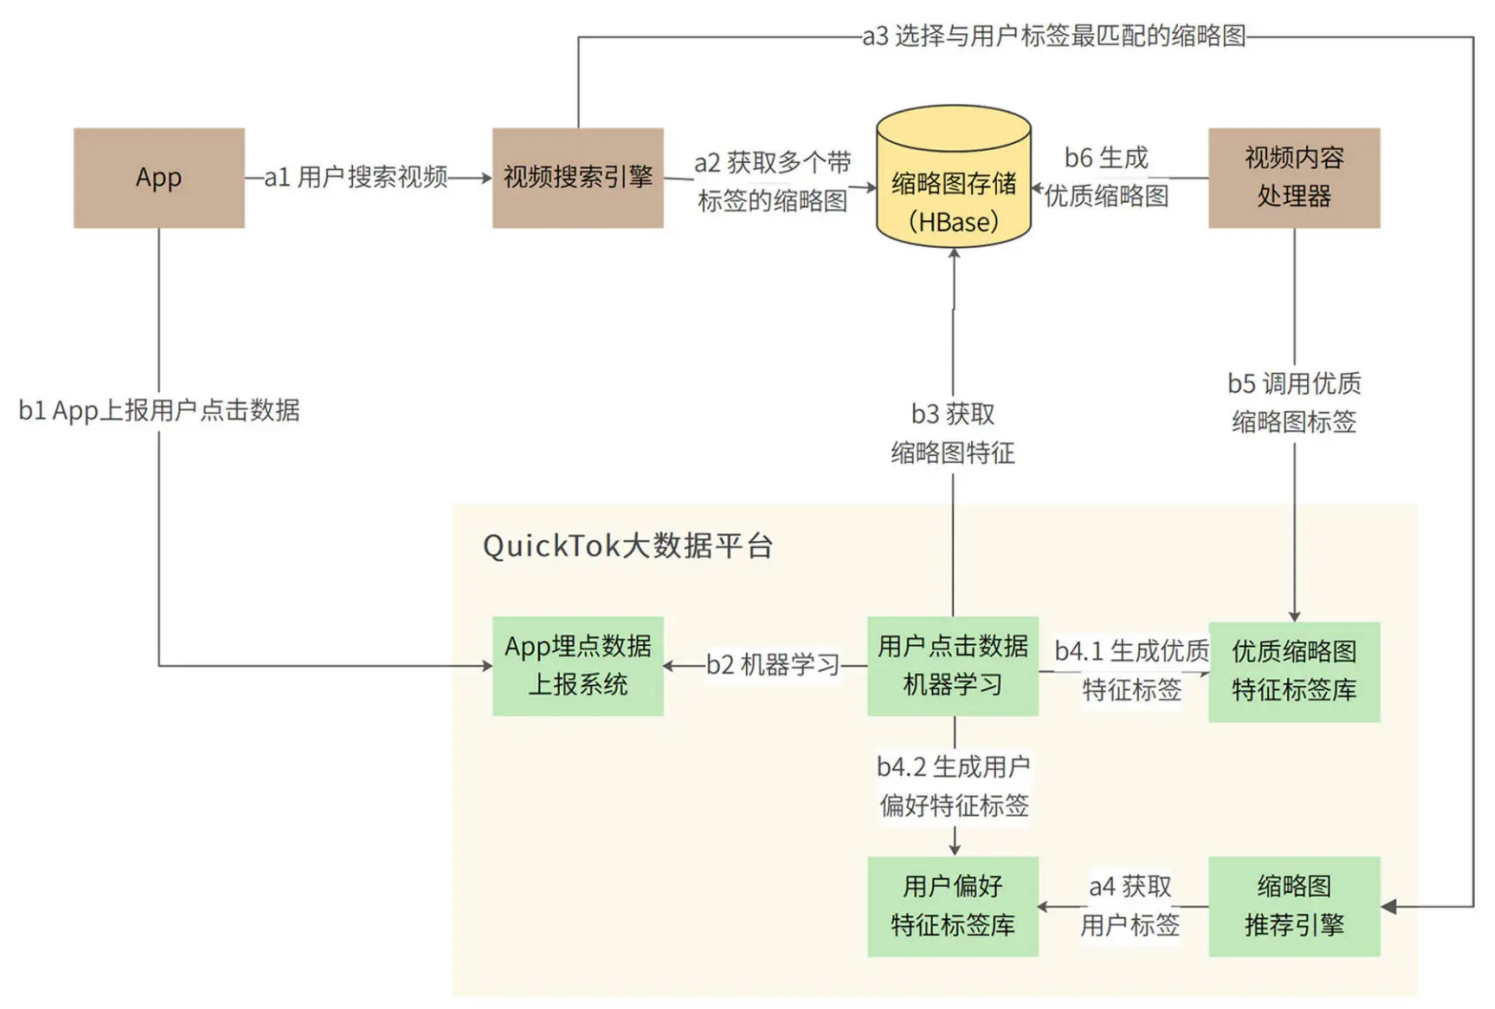 a3 选择与用户标签最匹配的缩略图
App
a1 用户搜索视频
视频搜索引擎
a2 获取多个带
标签的缩略图
缩略图存储
（HBase）
b6 生成
优质缩略图
视频内容
处理器
b1 App上报用户点击数据
b3 获取
缩略图特征
b5 调用优质
缩略图标签
QuickTok大数据平台
App埋点数据
上报系统
b2 机器学习
用户点击数据
机器学习
b4.1 生成优质
特征标签
优质缩略图
特征标签库
b4.2 生成用户
偏好特征标签
用户偏好
特征标签库
a4 获取
用户标签
缩略图
推荐引擎